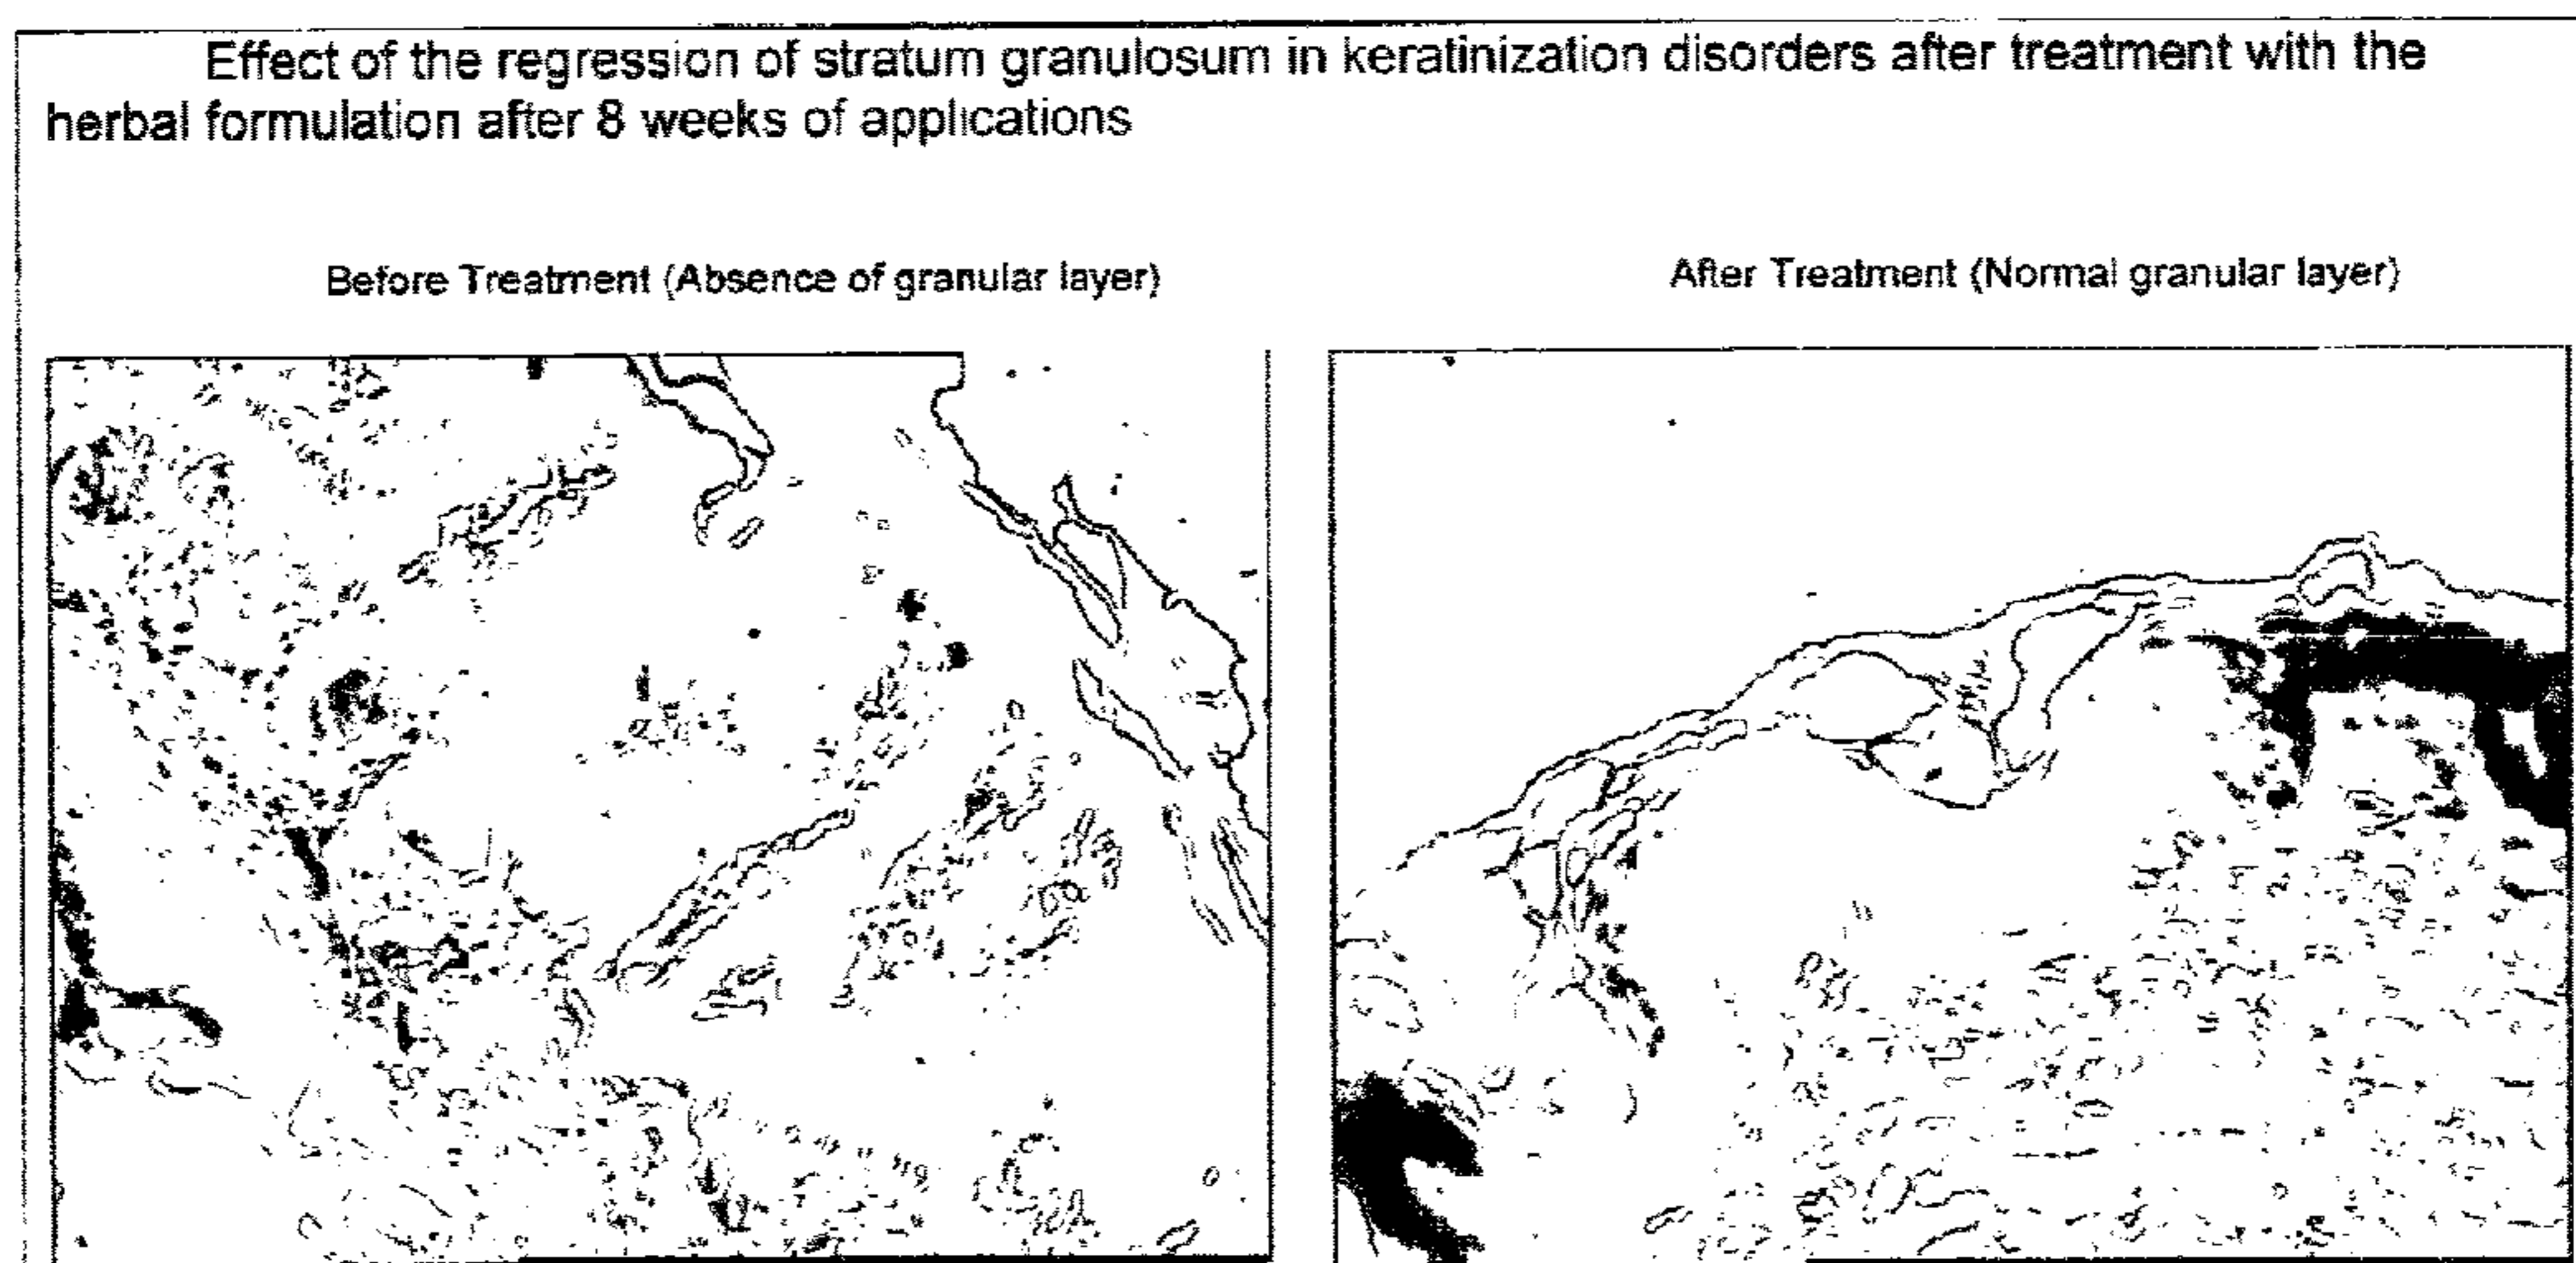 Effect of the regression of stratum granulosum in keratinization disorders after treatment with the
herbal formulation after 8 weeks of applications
Before Treatment (Absence of granular layer)
After Treatment (Normal granular layer)